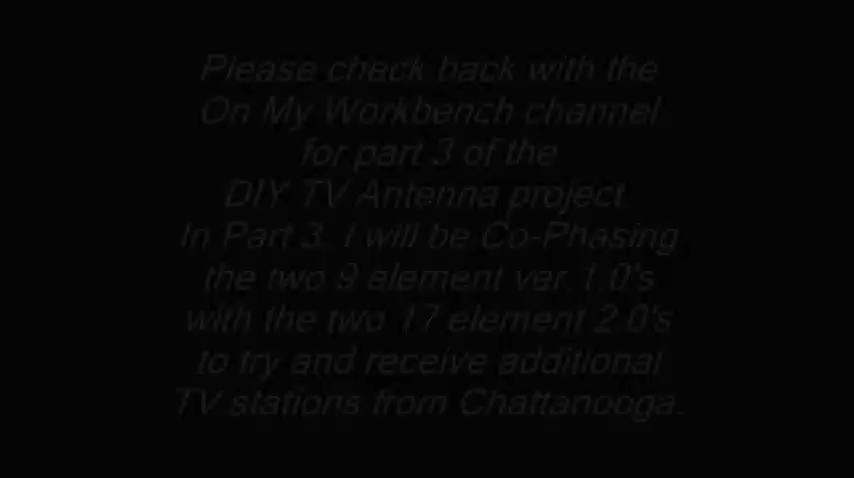 Please check back with the
On My Workbench channel
for part 3 of the
DIY TV Antenna project.
In Part 3, I will be Co-Phasing
the two 9 element ver 1.0's
with the two 17 element 2.0's
to try and receive additional
TV stations from Chattanooga.